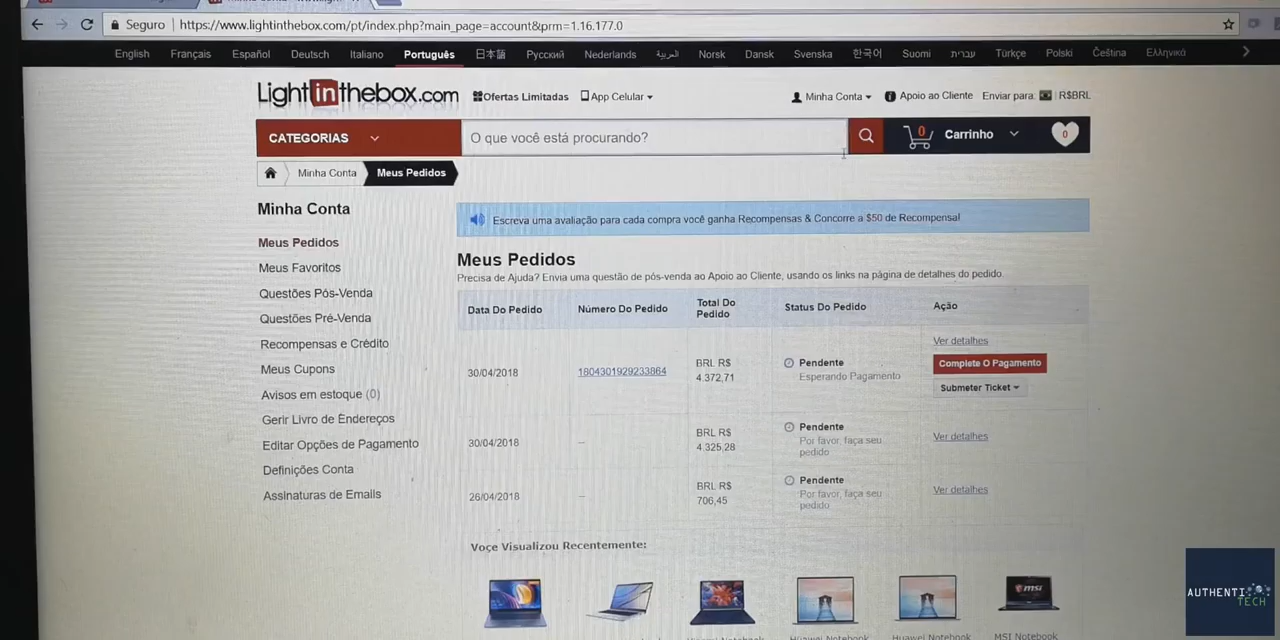 Seguro https://www.lightinthebox.com/pt/index.php?main_page=account&prm=1.16.177.0
English Français Español Deutsch Italiano Português 日本語 Русский Nederlands العربية Norsk Dansk Svenska 한국어 Suomi עברית Türkçe Polski Čeština Ελληνικά
Lightinthebox.com Ofertas Limitadas App Celular Minha Conta Apoio ao Cliente Enviar para: R$BRL
CATEGORIAS O que você está procurando? 0 Carrinho 0
Minha Conta Meus Pedidos
Minha Conta
Meus Pedidos
Meus Favoritos
Questões Pós-Venda
Questões Pré-Venda
Recompensas e Crédito
Meus Cupons
Avisos em estoque (0)
Gerir Livro de Endereços
Editar Opções de Pagamento
Definições Conta
Assinaturas de Emails
Escreva uma avaliação para cada compra você ganha Recompensas & Concorre a $50 de Recompensa!
Meus Pedidos
Precisa de Ajuda? Envia uma questão de pós-venda ao Apoio ao Cliente, usando os links na página de detalhes do pedido.
Data Do Pedido Número Do Pedido Total Do Pedido Status Do Pedido Ação
Ver detalhes
30/04/2018 1804301929233864 BRL R$ 4.372,71 Pendente Esperando Pagamento Complete O Pagamento
Submeter Ticket
30/04/2018 -- BRL R$ 4.325,28 Pendente Por favor, faça seu pedido Ver detalhes
26/04/2018 -- BRL R$ 706,45 Pendente Por favor, faça seu pedido Ver detalhes
Voçe Visualizou Recentemente:
Huawei Notebook Huawei Notebook MSI Notebook
msi
AUTHENTI
TECH